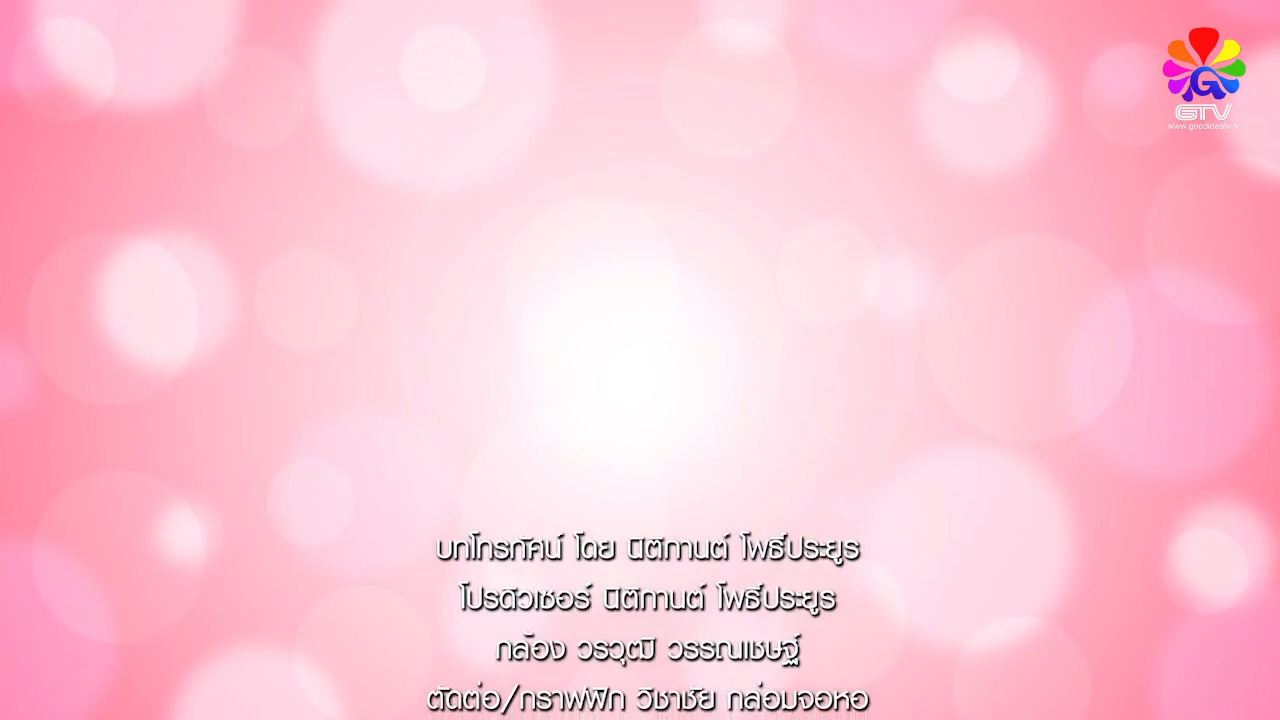 GTV
www.goodideatv.tv
บทโทรทัศน์ โดย นิติกานต์ โพธิ์ประยูร
โปรดิวเซอร์ นิติกานต์ โพธิ์ประยูร
กล้อง วรวุฒิ วรรณเชษฐ์
ตัดต่อ/กราฟฟิก วิชาชัย กล่อมจอหอ